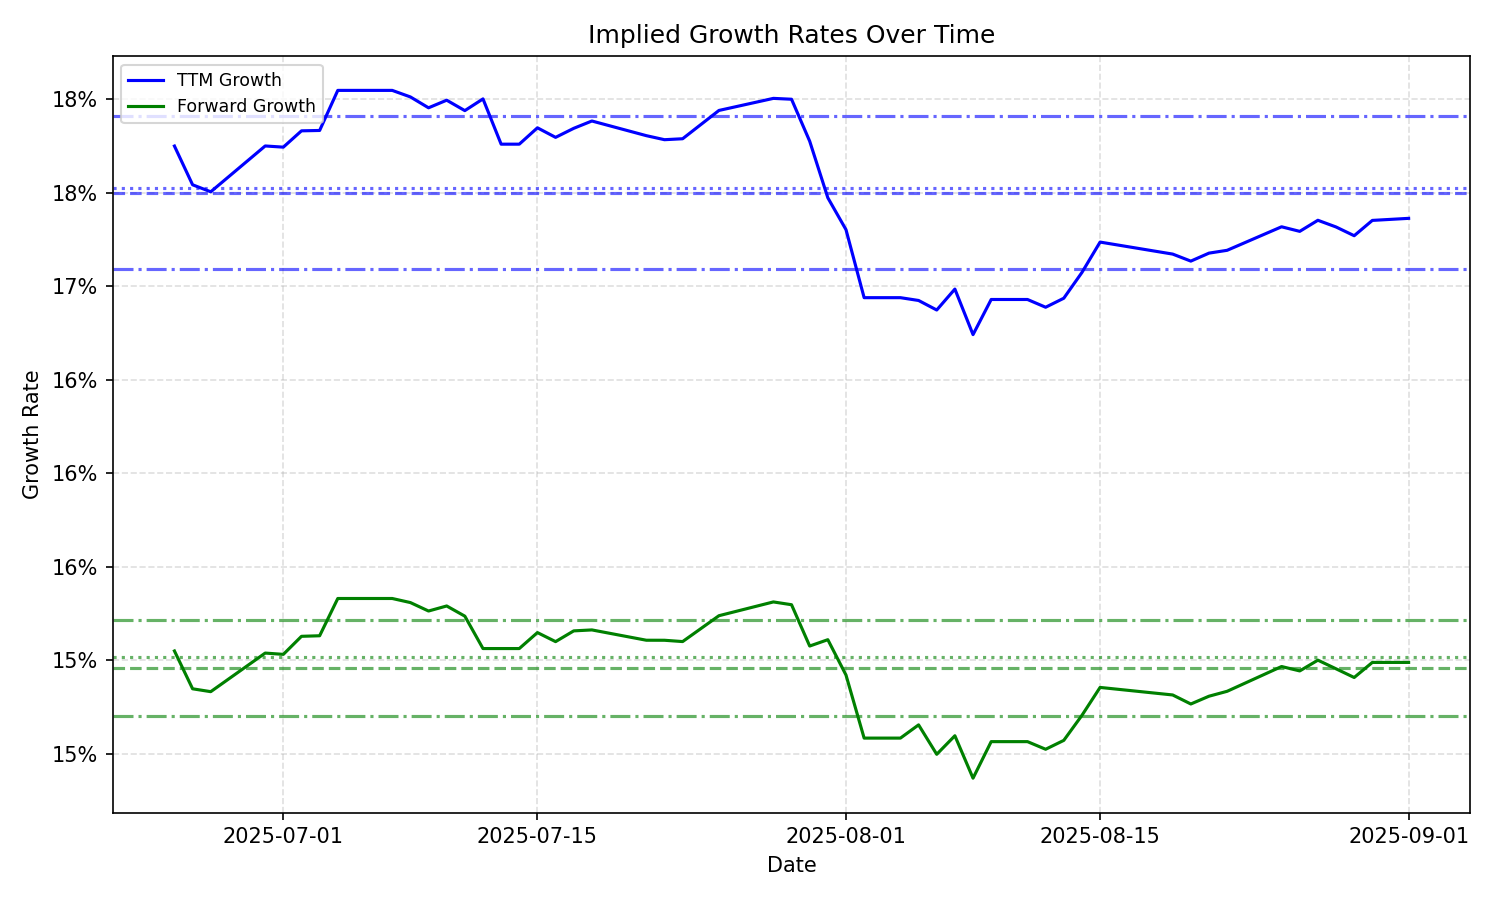 Implied Growth Rates Over Time
TTM Growth
Forward Growth
18%
18%
17%
16%
16%
16%
15%
15%
Growth Rate
2025-07-01
2025-07-15
2025-08-01
2025-08-15
2025-09-01
Date